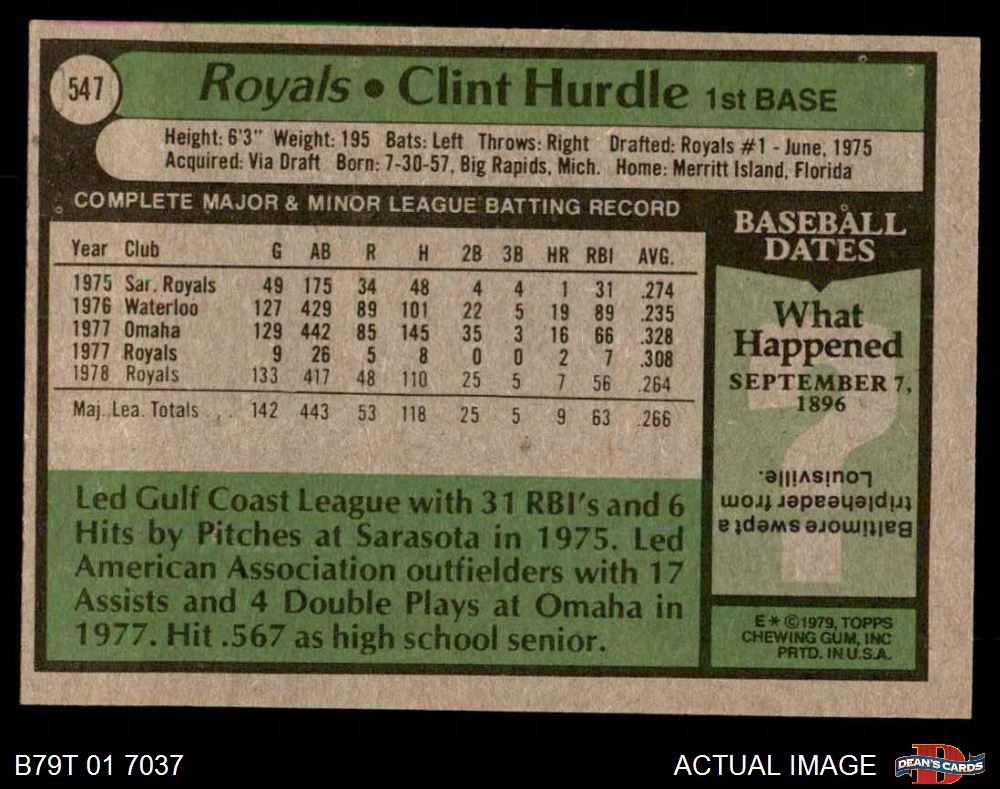 547
Royals • Clint Hurdle 1st BASE
Height: 6'3" Weight: 195 Bats: Left Throws: Right Drafted: Royals #1 - June, 1975
Acquired: Via Draft Born: 7-30-57, Big Rapids, Mich. Home: Merritt Island, Florida
COMPLETE MAJOR & MINOR LEAGUE BATTING RECORD
Year Club G AB R H 2B 3B HR RBI AVG.
1975 Sar. Royals 49 175 34 48 4 4 1 31 .274
1976 Waterloo 127 429 89 101 22 5 19 89 .235
1977 Omaha 129 442 85 145 35 3 16 66 .328
1977 Royals 9 26 5 8 0 0 2 7 .308
1978 Royals 133 417 48 110 25 5 7 56 .264
Maj. Lea. Totals . . . 142 443 53 118 25 5 9 63 .266
Led Gulf Coast League with 31 RBI's and 6
Hits by Pitches at Sarasota in 1975. Led
American Association outfielders with 17
Assists and 4 Double Plays at Omaha in
1977. Hit .567 as high school senior.
BASEBALL
DATES
What
Happened
SEPTEMBER 7,
1896
?
Baltimore swept a
tripleheader from
Louisville.
E * © 1979, TOPPS
CHEWING GUM, INC
PRTD. IN U.S.A.
B79T 01 7037
ACTUAL IMAGE
D
DEAN'S CARDS